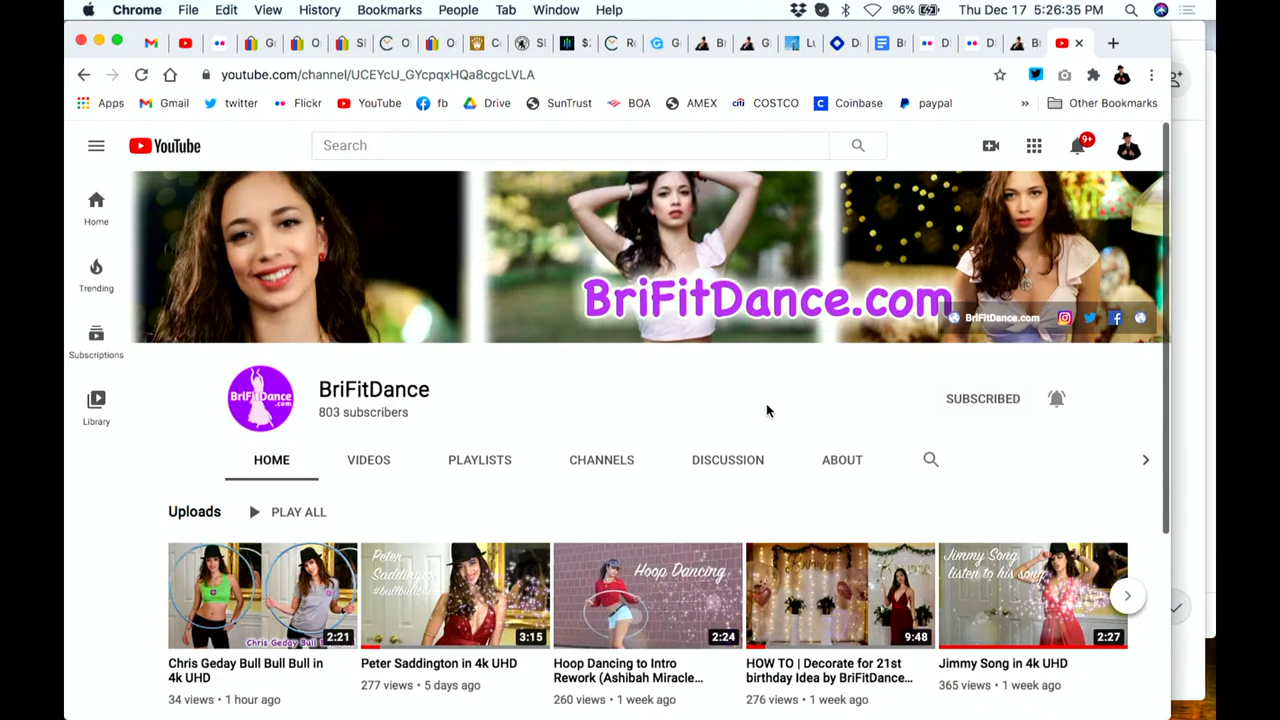 Chrome File Edit View History Bookmarks People Tab Window Help 96% Thu Dec 17 5:26:35 PM
youtube.com/channel/UCEYcU_GYcpqxHQa8cgcLVLA
Apps Gmail twitter Flickr YouTube fb Drive SunTrust BOA AMEX COSTCO Coinbase paypal » Other Bookmarks
YouTube Search 9+
Home
Trending
Subscriptions
Library
BriFitDance.com
BriFitDance.com
BriFitDance
.com
BriFitDance
803 subscribers
SUBSCRIBED
HOME VIDEOS PLAYLISTS CHANNELS DISCUSSION ABOUT
Uploads PLAY ALL
Chris Geday Bull Bull
2:21
Peter
Saddington
#bullbullbull
3:15
Hoop Dancing
2:24
9:48
Jimmy Song
listen to his song
2:27
Chris Geday Bull Bull Bull in
4k UHD
34 views • 1 hour ago
Peter Saddington in 4k UHD
277 views • 5 days ago
Hoop Dancing to Intro
Rework (Ashibah Miracle...
260 views • 1 week ago
HOW TO | Decorate for 21st
birthday Idea by BriFitDance...
276 views • 1 week ago
Jimmy Song in 4k UHD
365 views • 1 week ago